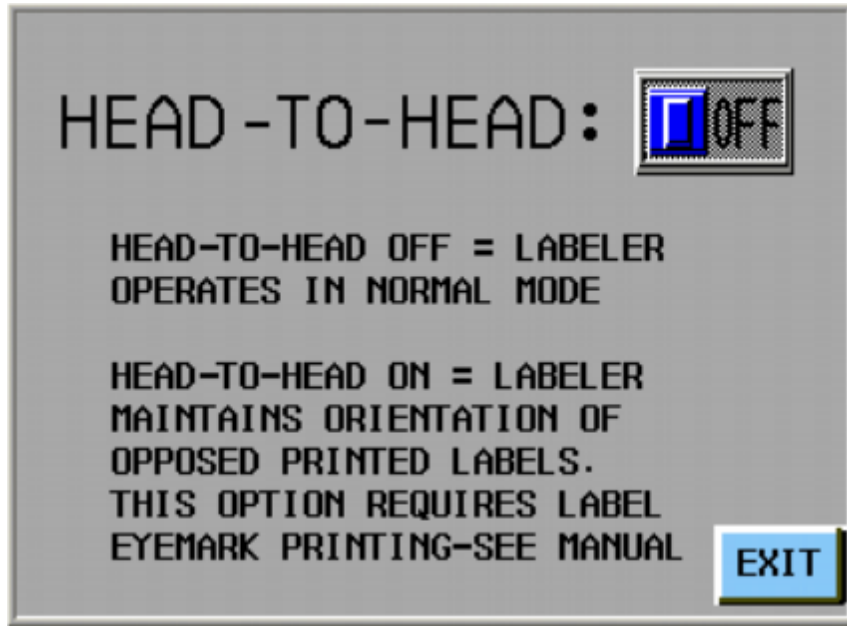 HEAD-TO-HEAD: OFF
HEAD-TO-HEAD OFF = LABELER
OPERATES IN NORMAL MODE
HEAD-TO-HEAD ON = LABELER
MAINTAINS ORIENTATION OF
OPPOSED PRINTED LABELS.
THIS OPTION REQUIRES LABEL
EYEMARK PRINTING-SEE MANUAL
EXIT